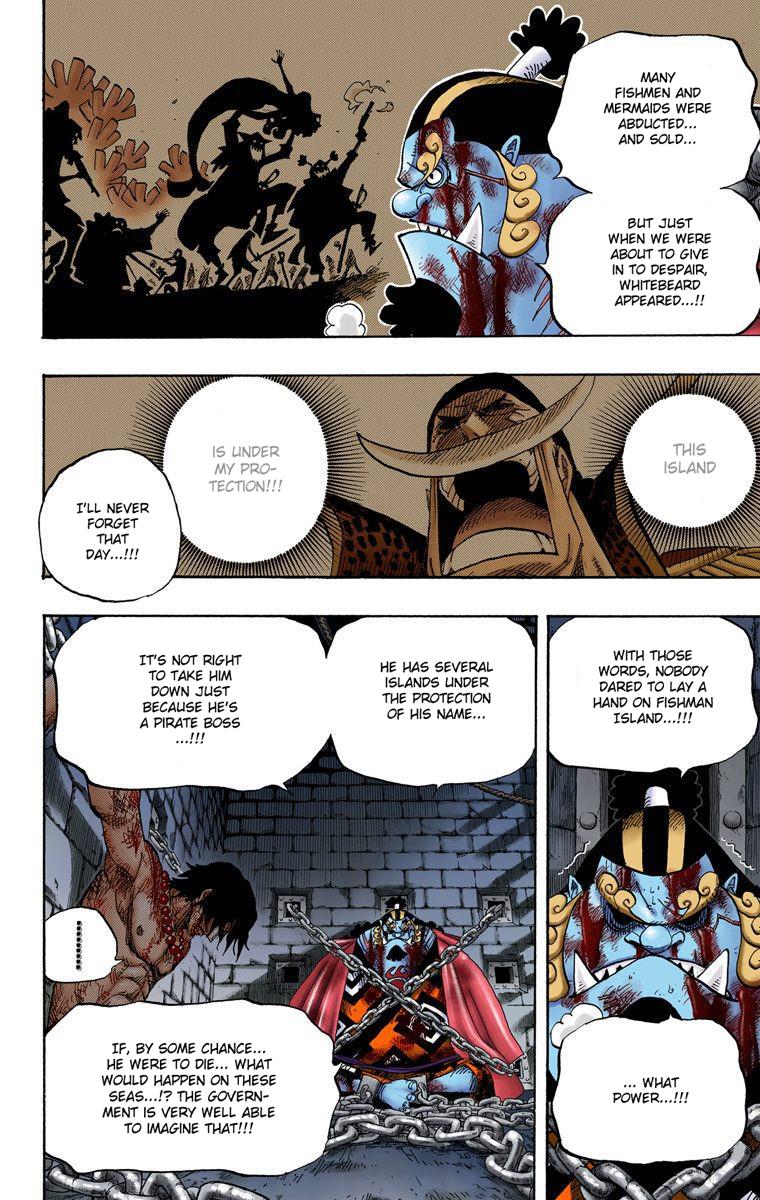 MANY
FISHMEN AND
MERMAIDS WERE
ABDUCTED...
AND SOLD...
BUT JUST
WHEN WE WERE
ABOUT TO GIVE
IN TO DESPAIR,
WHITEBEARD
APPEARED...!!
THIS
ISLAND
IS UNDER
MY PRO-
TECTION!!!
I'LL NEVER
FORGET
THAT
DAY...!!!
WITH THOSE
WORDS, NOBODY
DARED TO LAY A
HAND ON FISHMAN
ISLAND...!!!
... WHAT
POWER...!!!
HE HAS SEVERAL
ISLANDS UNDER
THE PROTECTION
OF HIS NAME...
IT'S NOT RIGHT
TO TAKE HIM
DOWN JUST
BECAUSE HE'S
A PIRATE BOSS
...!!!
.........
IF, BY SOME CHANCE...
HE WERE TO DIE... WHAT
WOULD HAPPEN ON THESE
SEAS...!? THE GOVERN-
MENT IS VERY WELL ABLE
TO IMAGINE THAT!!!